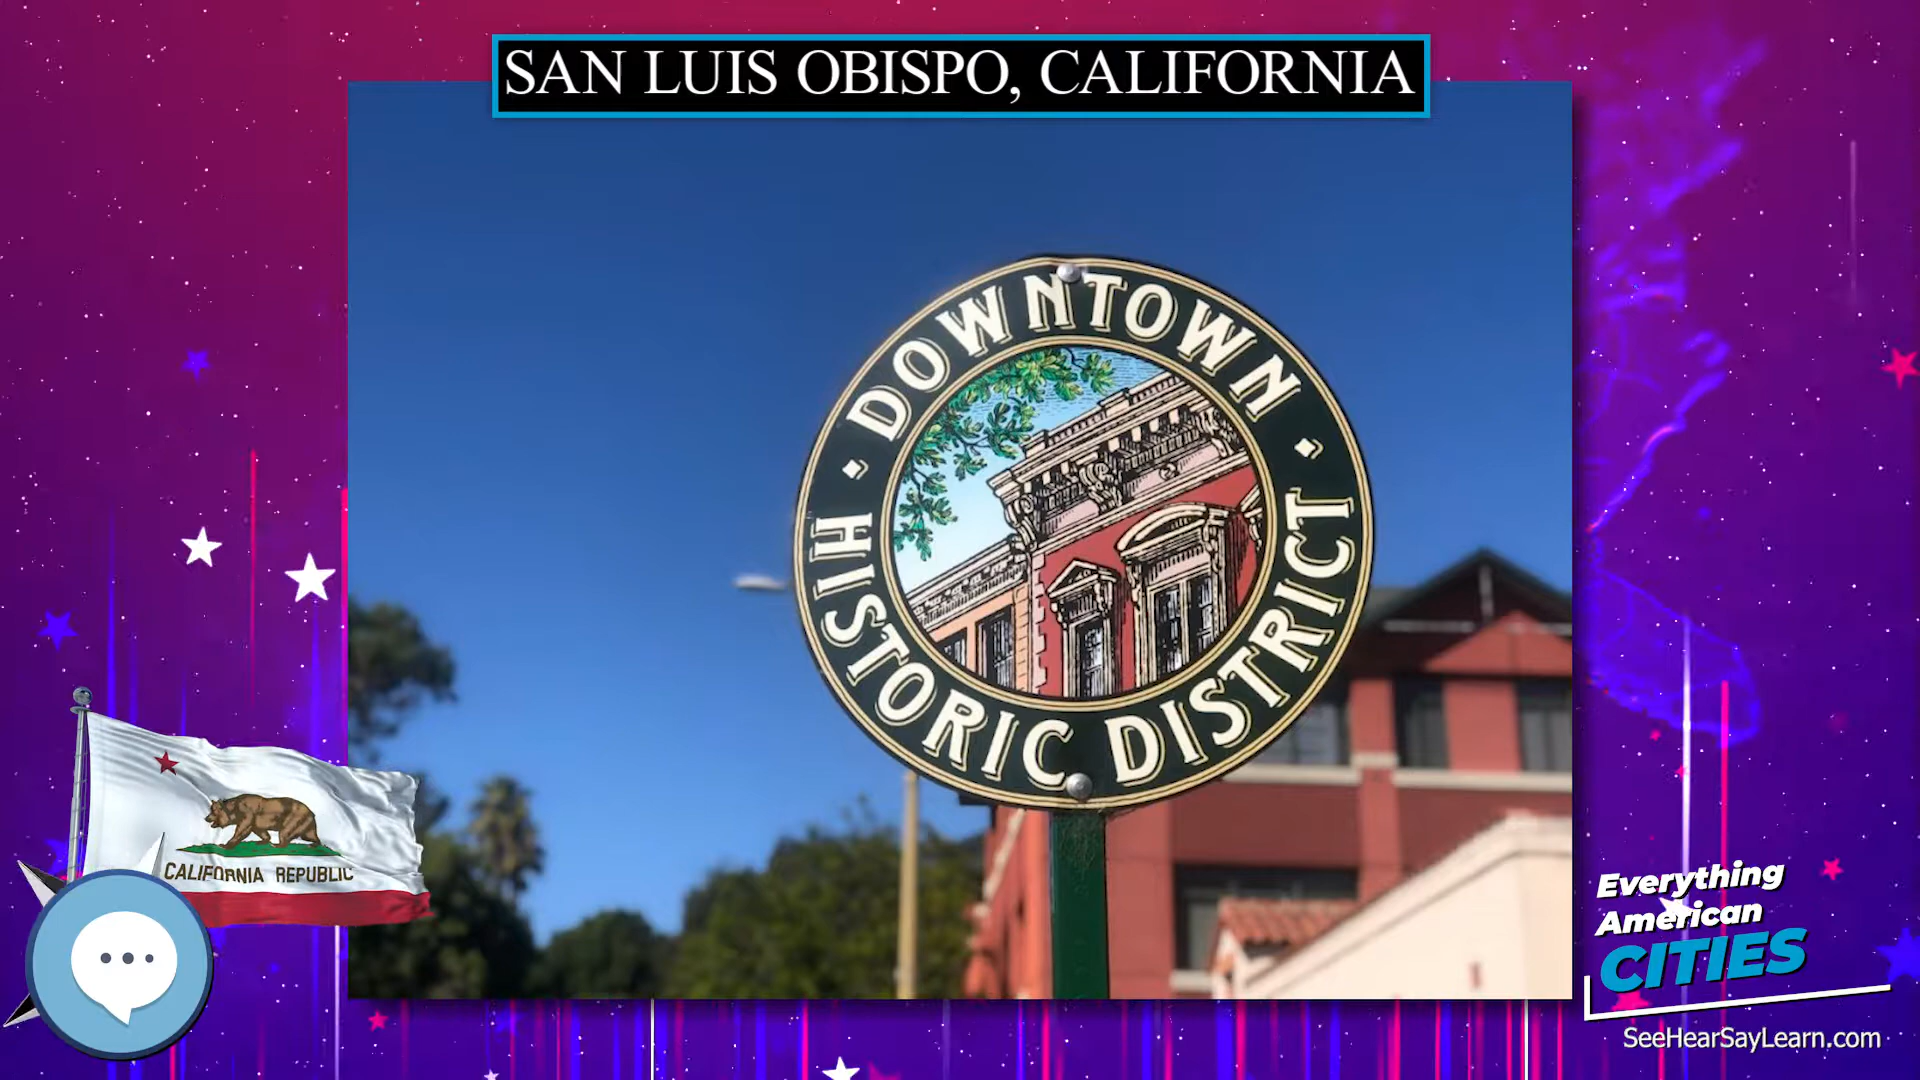 SAN LUIS OBISPO, CALIFORNIA
DOWNTOWN
HISTORIC DISTRICT
CALIFORNIA REPUBLIC
Everything
American
CITIES
SeeHearSayLearn.com